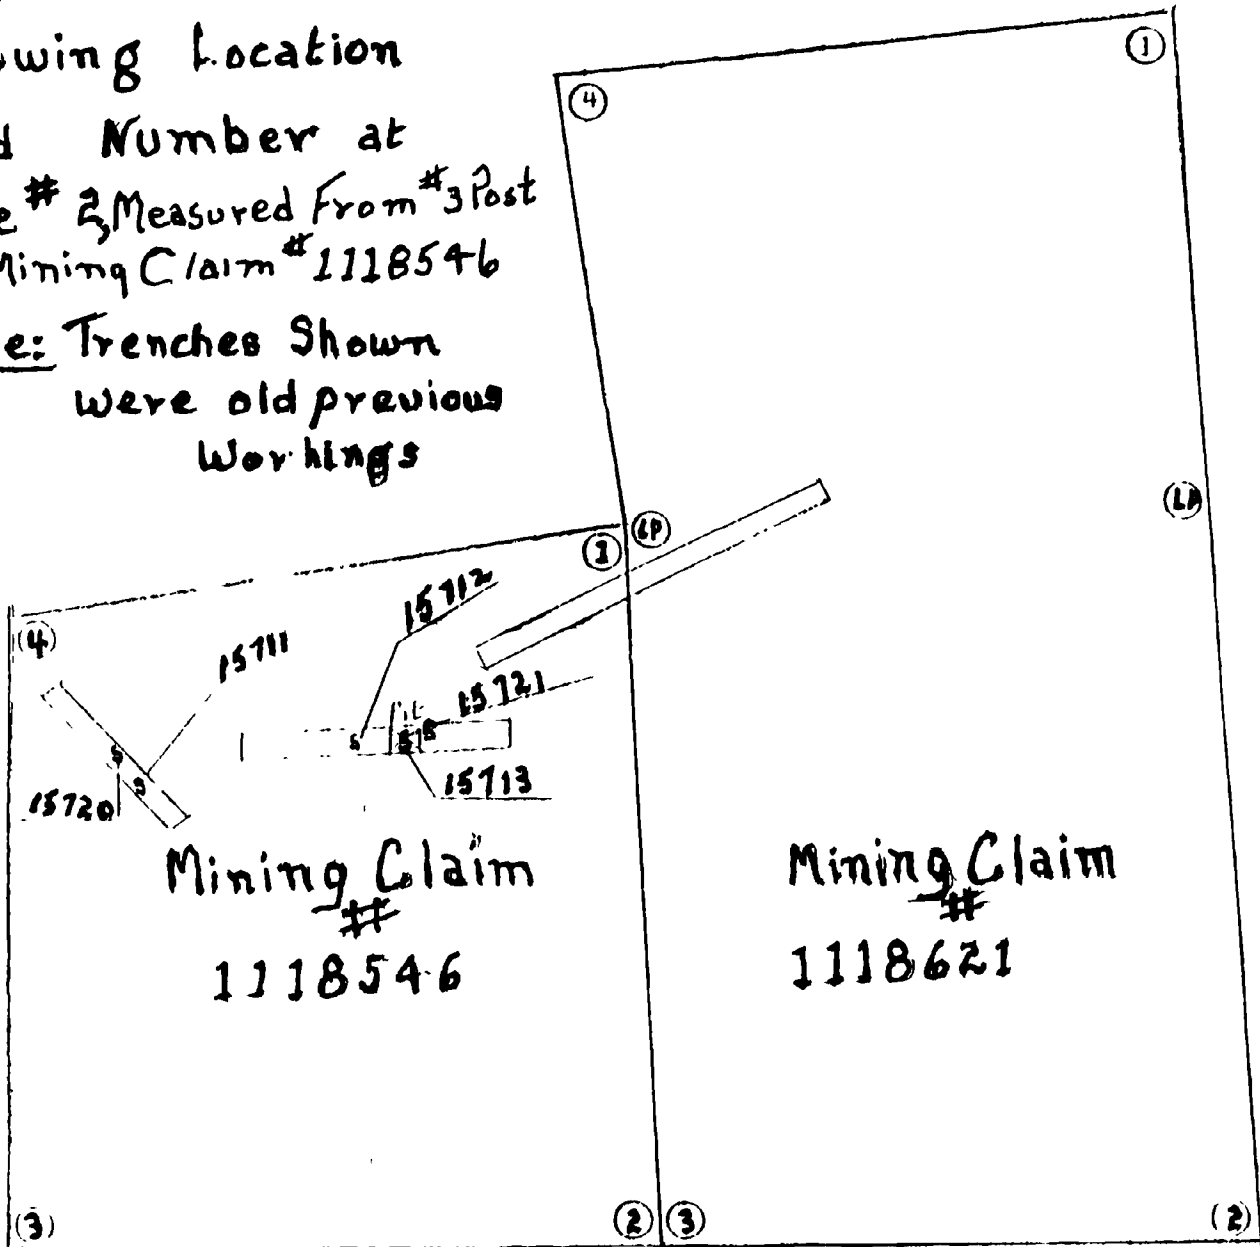 wing Location
d Number at
e # 2, Measured From #3 Post
Mining Claim # 1118546
e: Trenches Shown
were old previous
Workings
1
4
LP
LP
1
4
15712
15711
15721
Pit
S
S
S
S
S
15713
15720
Mining Claim
#
1118546
Mining Claim
#
1118621
3
2
3
2